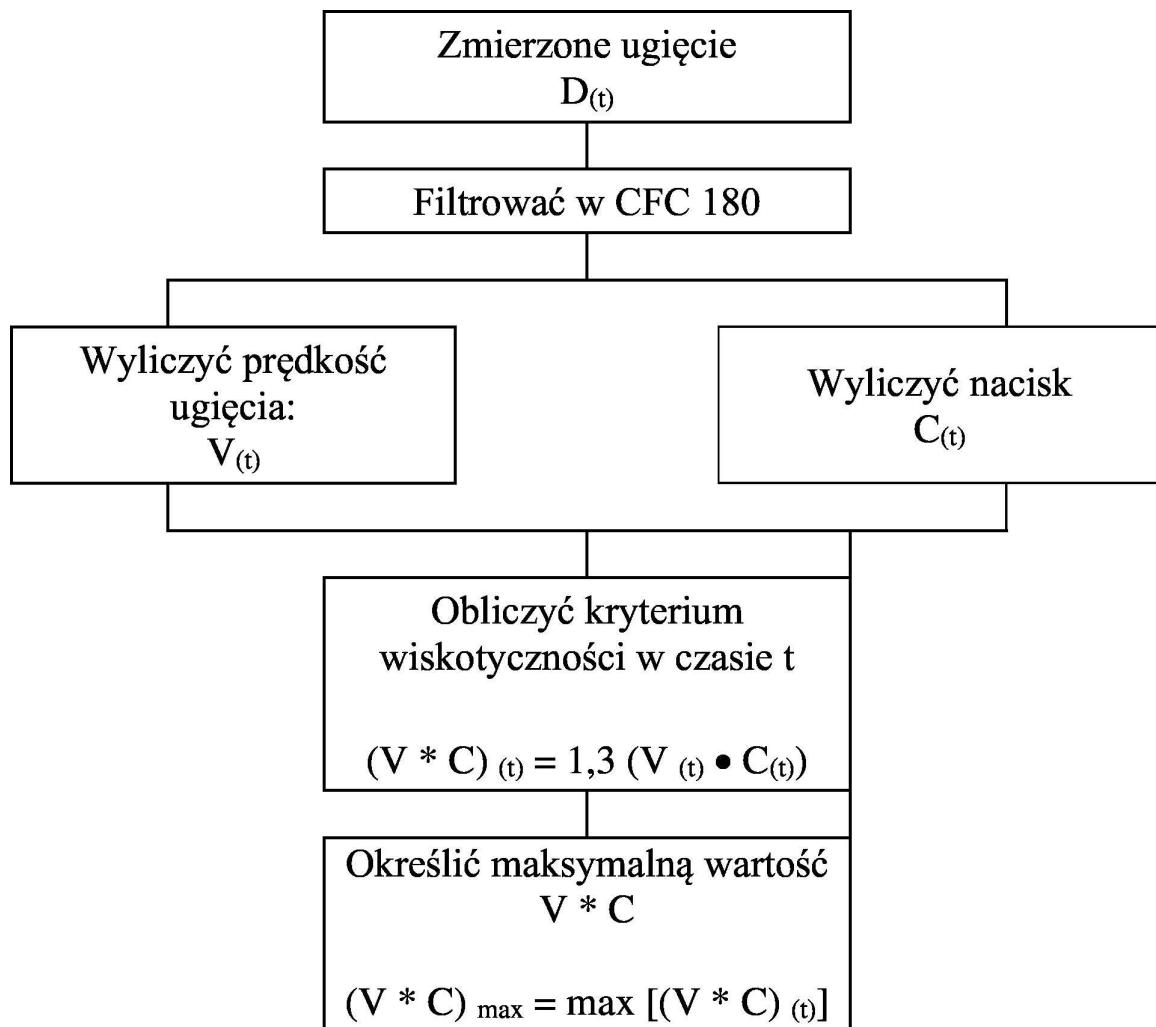 Zmierzone ugięcie
D(t)
Filtrować w CFC 180
Wyliczyć prędkość
ugięcia:
V(t)
Wyliczyć nacisk
C(t)
Obliczyć kryterium
wiskotyczności w czasie t
(V * C) (t) = 1,3 (V (t) • C(t))
Określić maksymalną wartość
V * C
(V * C) max = max [(V * C) (t)]